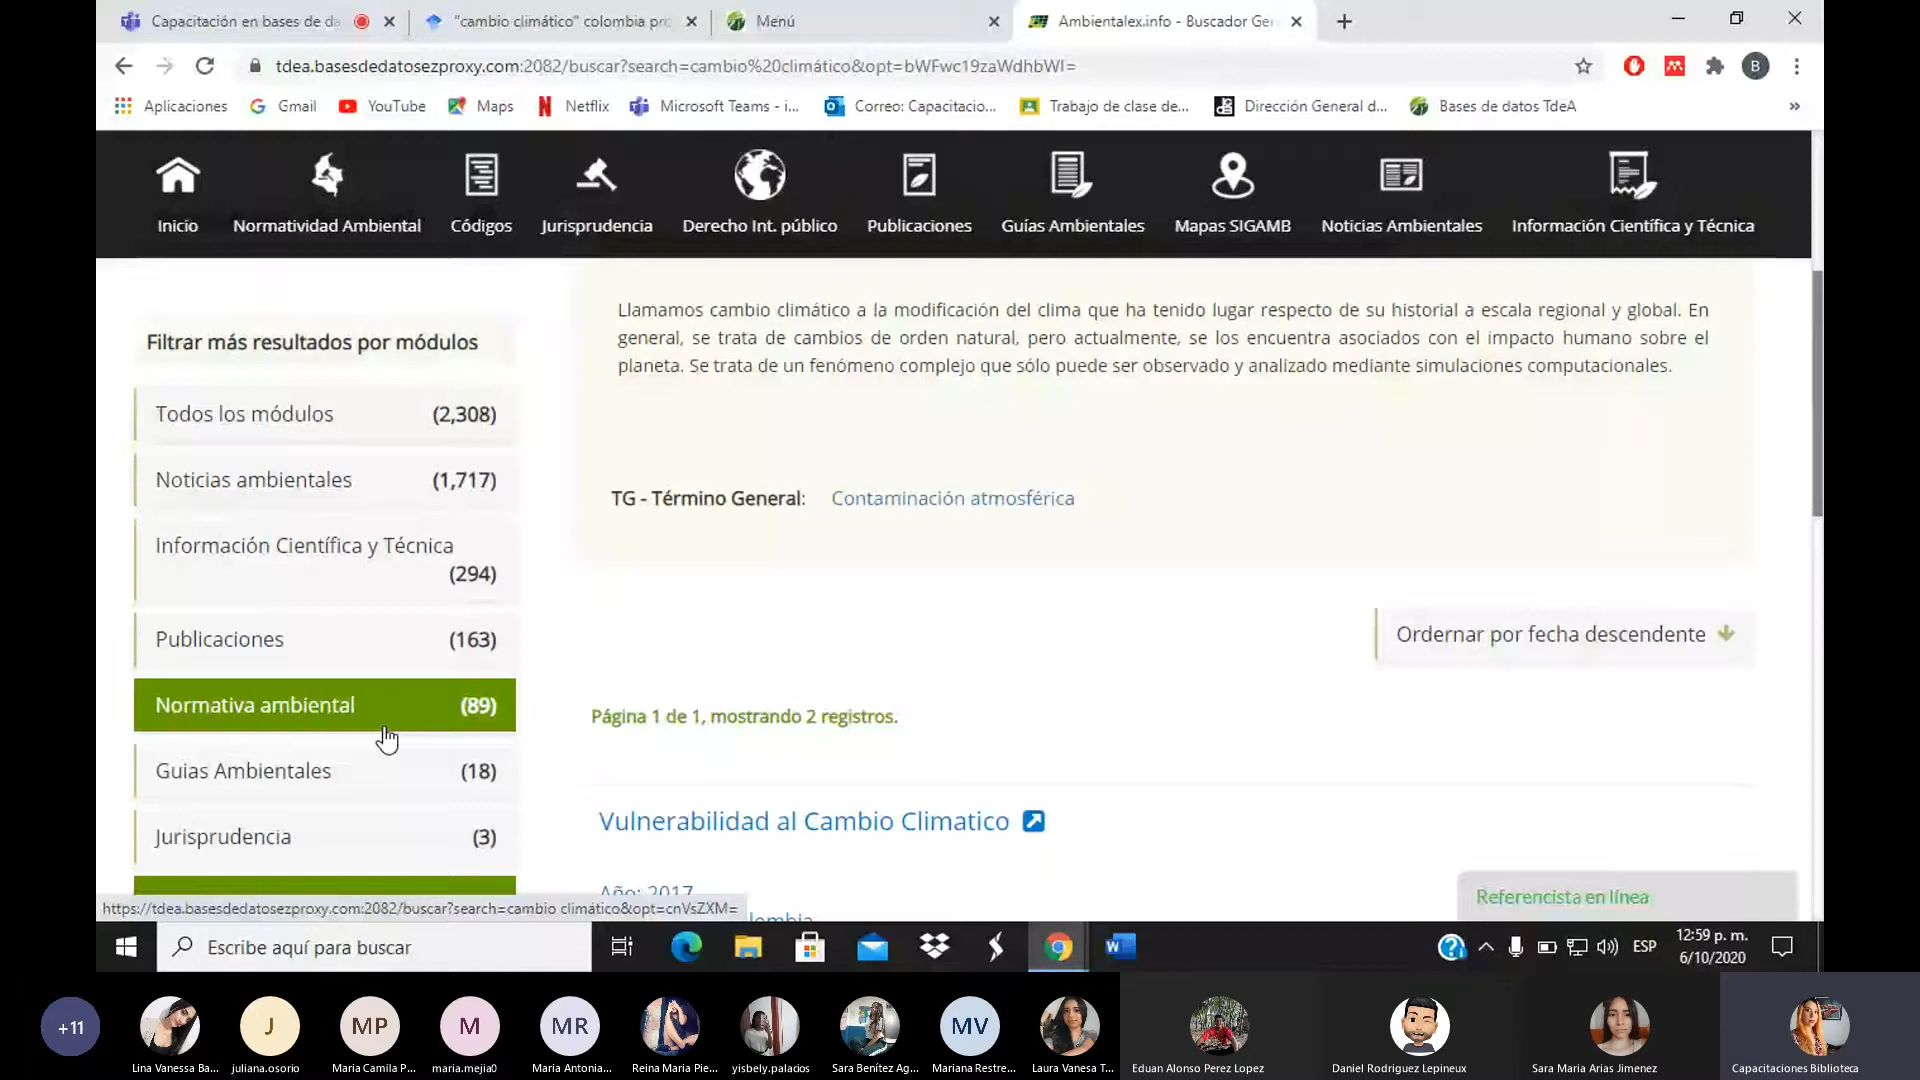 Capacitación en bases de da
"cambio climático" colombia pro
Menú
Ambientalex.info - Buscador Gen
tdea.basesdedatosezproxy.com:2082/buscar?search=cambio%20climático&opt=bWFwc19zaWdhbWI=
B
Aplicaciones
Gmail
YouTube
Maps
Netflix
Microsoft Teams - i...
Correo: Capacitacio...
Trabajo de clase de...
Dirección General d...
Bases de datos TdeA
»
Inicio
Normatividad Ambiental
Códigos
Jurisprudencia
Derecho Int. público
Publicaciones
Guías Ambientales
Mapas SIGAMB
Noticias Ambientales
Información Científica y Técnica
Filtrar más resultados por módulos
Todos los módulos (2,308)
Noticias ambientales (1,717)
Información Científica y Técnica
(294)
Publicaciones (163)
Normativa ambiental (89)
Guias Ambientales (18)
Jurisprudencia (3)
Llamamos cambio climático a la modificación del clima que ha tenido lugar respecto de su historial a escala regional y global. En
general, se trata de cambios de orden natural, pero actualmente, se los encuentra asociados con el impacto humano sobre el
planeta. Se trata de un fenómeno complejo que sólo puede ser observado y analizado mediante simulaciones computacionales.
TG - Término General: Contaminación atmosférica
Ordernar por fecha descendente
Página 1 de 1, mostrando 2 registros.
Vulnerabilidad al Cambio Climatico
Año: 2017
lombia
Referencista en línea
https://tdea.basesdedatosezproxy.com:2082/buscar?search=cambio climático&opt=cnVsZXM=
Escribe aquí para buscar
ESP
12:59 p. m.
6/10/2020
+11
J
MP
M
MR
MV
Lina Vanessa Ba...
juliana.osorio
Maria Camila P...
maria.mejia0
Maria Antonia...
Reina Maria Pie...
yisbely.palacios
Sara Benítez Ag...
Mariana Restre...
Laura Vanesa T...
Eduan Alonso Perez Lopez
Daniel Rodriguez Lepineux
Sara Maria Arias Jimenez
Capacitaciones Biblioteca